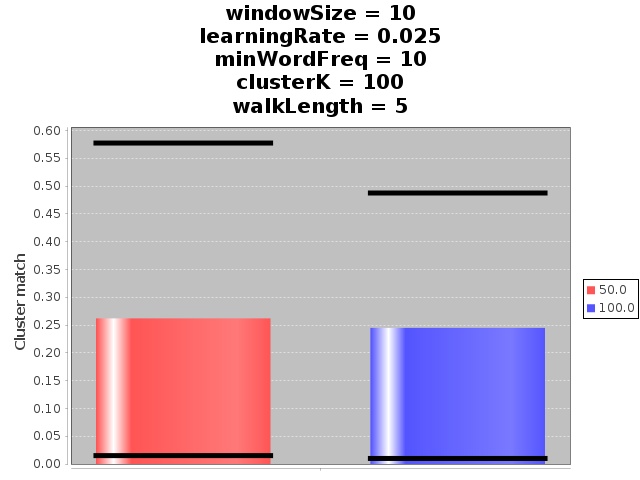 windowSize = 10
learningRate = 0.025
minWordFreq = 10
clusterK = 100
walkLength = 5
0.60
0.55
0.50
0.45
0.40
0.35
0.30
0.25
0.20
0.15
0.10
0.05
0.00
Cluster match
50.0
100.0